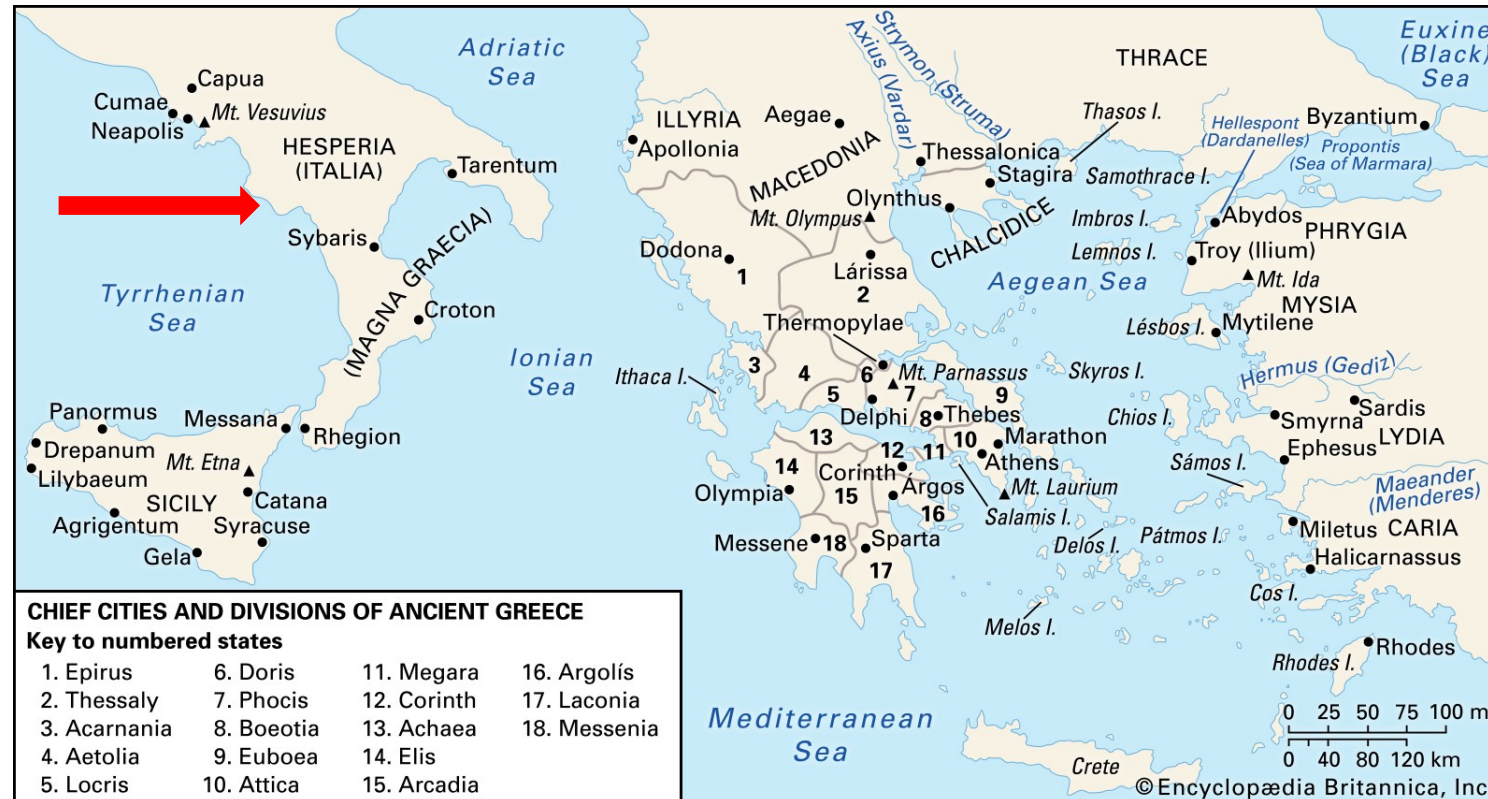 Adriatic
Sea
Capua
Cumae
Mt. Vesuvius
Neapolis
HESPERIA
(ITALIA)
Tarentum
Sybaris
(MAGNA GRAECIA)
Croton
Tyrrhenian
Sea
Ionian
Sea
Panormus
Messana
Rhegion
Drepanum
Mt. Etna
Lilybaeum
SICILY
Catana
Agrigentum
Syracuse
Gela
ILLYRIA
Apollonia
Aegae
MACEDONIA
Axius (Vardar)
Strymon (Struma)
THRACE
Euxine
(Black)
Sea
Thasos I.
Hellespont
(Dardanelles)
Byzantium
Propontis
(Sea of Marmara)
Thessalonica
Stagira
Samothrace I.
Olynthus
Mt. Olympus
CHALCIDICE
Imbros I.
Abydos
PHRYGIA
Dodona
1
Lárissa
2
Lemnos I.
Troy (Ilium)
Mt. Ida
Aegean Sea
MYSIA
Thermopylae
Lésbos I.
Mytilene
Ithaca I.
3
4
5
6
Mt. Parnassus
7
Skyros I.
Hermus (Gediz)
9
Delphi
8
Thebes
Chios I.
Sardis
Smyrna
LYDIA
Ephesus
13
12
11
10
Marathon
Athens
14
Corinth
Sámos I.
Maeander
(Menderes)
Olympia
15
Árgos
Mt. Laurium
16
Salamis I.
Miletus
CARIA
Messene
18
Sparta
Delos I.
Pátmos I.
Halicarnassus
17
Cos I.
Melos I.
Rhodes
Rhodes I.
Mediterranean
Sea
Crete
0 25 50 75 100 m
0 40 80 120 km
© Encyclopædia Britannica, Inc
CHIEF CITIES AND DIVISIONS OF ANCIENT GREECE
Key to numbered states
1. Epirus 6. Doris 11. Megara 16. Argolís
2. Thessaly 7. Phocis 12. Corinth 17. Laconia
3. Acarnania 8. Boeotia 13. Achaea 18. Messenia
4. Aetolia 9. Euboea 14. Elis
5. Locris 10. Attica 15. Arcadia